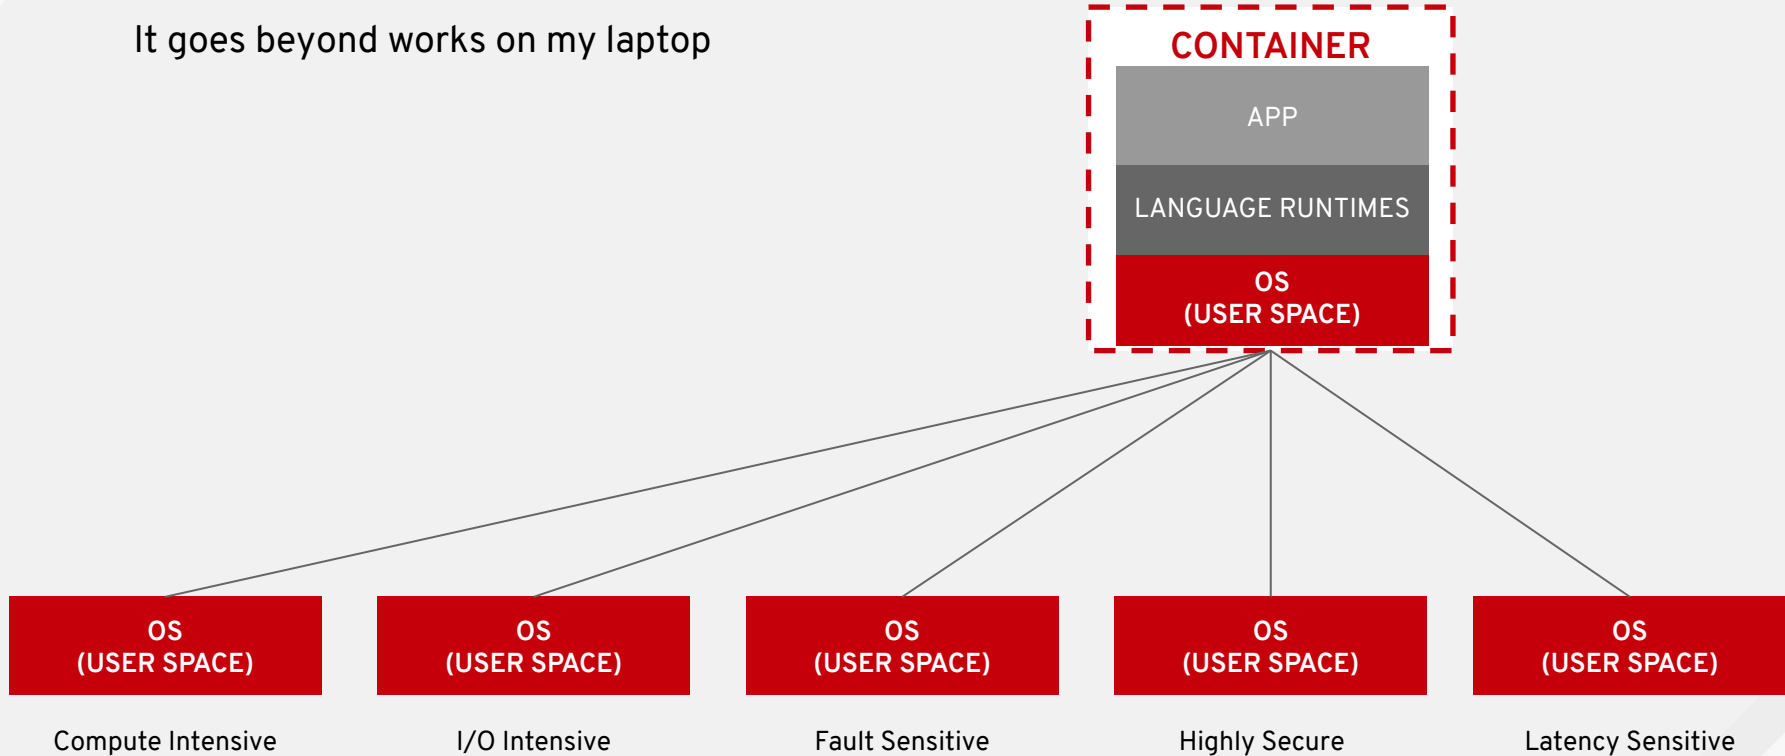 It goes beyond works on my laptop
CONTAINER
APP
LANGUAGE RUNTIMES
OS
(USER SPACE)
OS
(USER SPACE)
OS
(USER SPACE)
OS
(USER SPACE)
OS
(USER SPACE)
OS
(USER SPACE)
Compute Intensive
I/O Intensive
Fault Sensitive
Highly Secure
Latency Sensitive